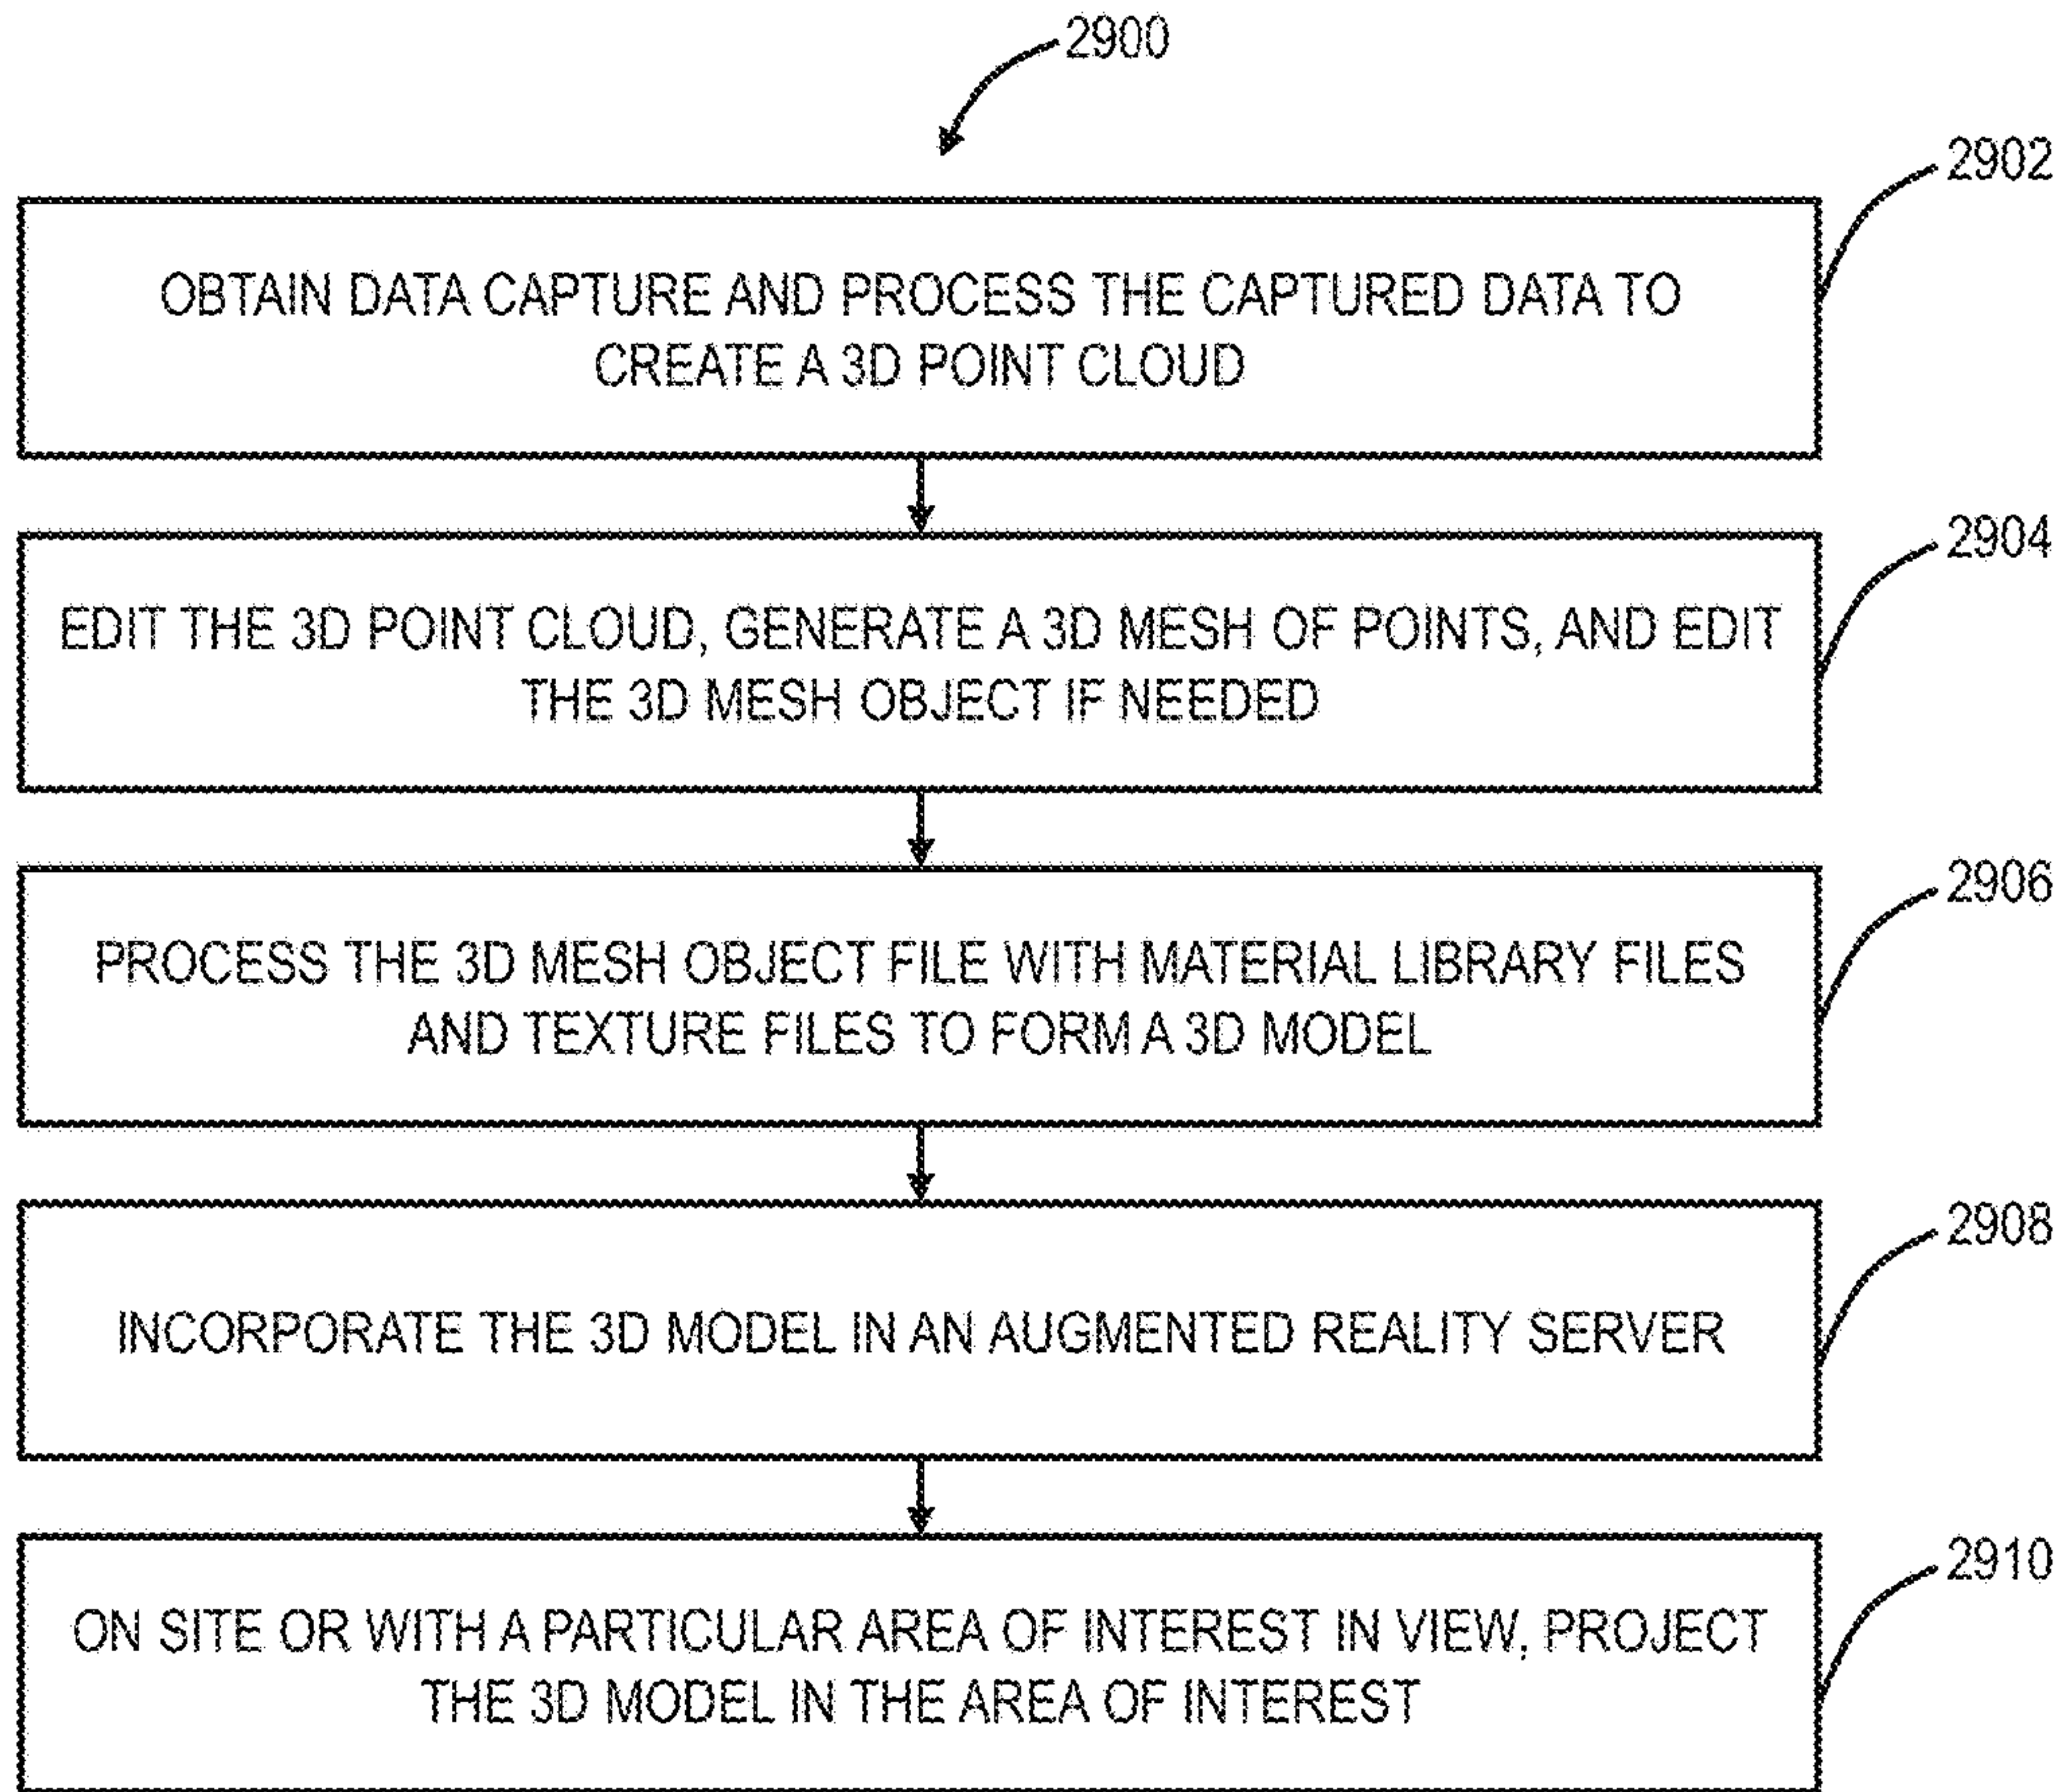 2900
2902
OBTAIN DATA CAPTURE AND PROCESS THE CAPTURED DATA TO
CREATE A 3D POINT CLOUD
2904
EDIT THE 3D POINT CLOUD, GENERATE A 3D MESH OF POINTS, AND EDIT
THE 3D MESH OBJECT IF NEEDED
2906
PROCESS THE 3D MESH OBJECT FILE WITH MATERIAL LIBRARY FILES
AND TEXTURE FILES TO FORM A 3D MODEL
2908
INCORPORATE THE 3D MODEL IN AN AUGMENTED REALITY SERVER
2910
ON SITE OR WITH A PARTICULAR AREA OF INTEREST IN VIEW, PROJECT
THE 3D MODEL IN THE AREA OF INTEREST